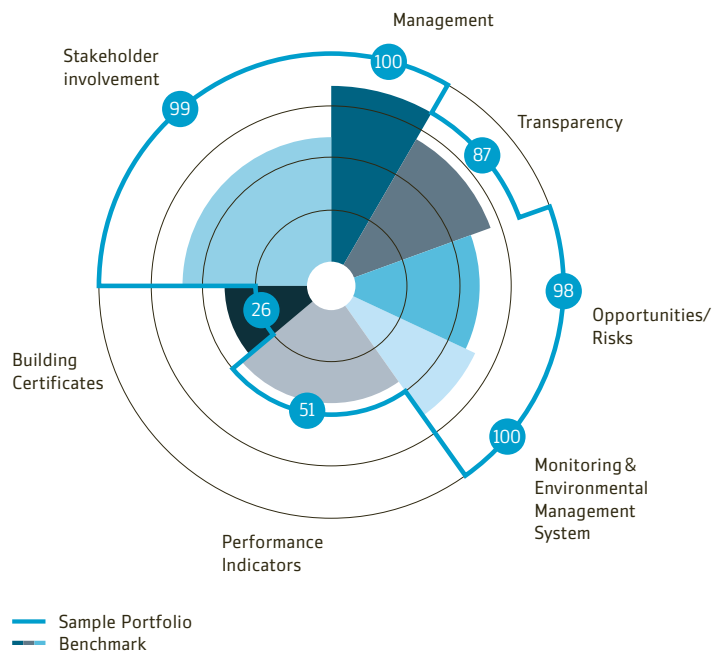 Management
100
Stakeholder
involvement
99
Transparency
87
98
Opportunities/
Risks
26
Building
Certificates
51
100
Monitoring &
Environmental
Management
System
Performance
Indicators
Sample Portfolio
Benchmark